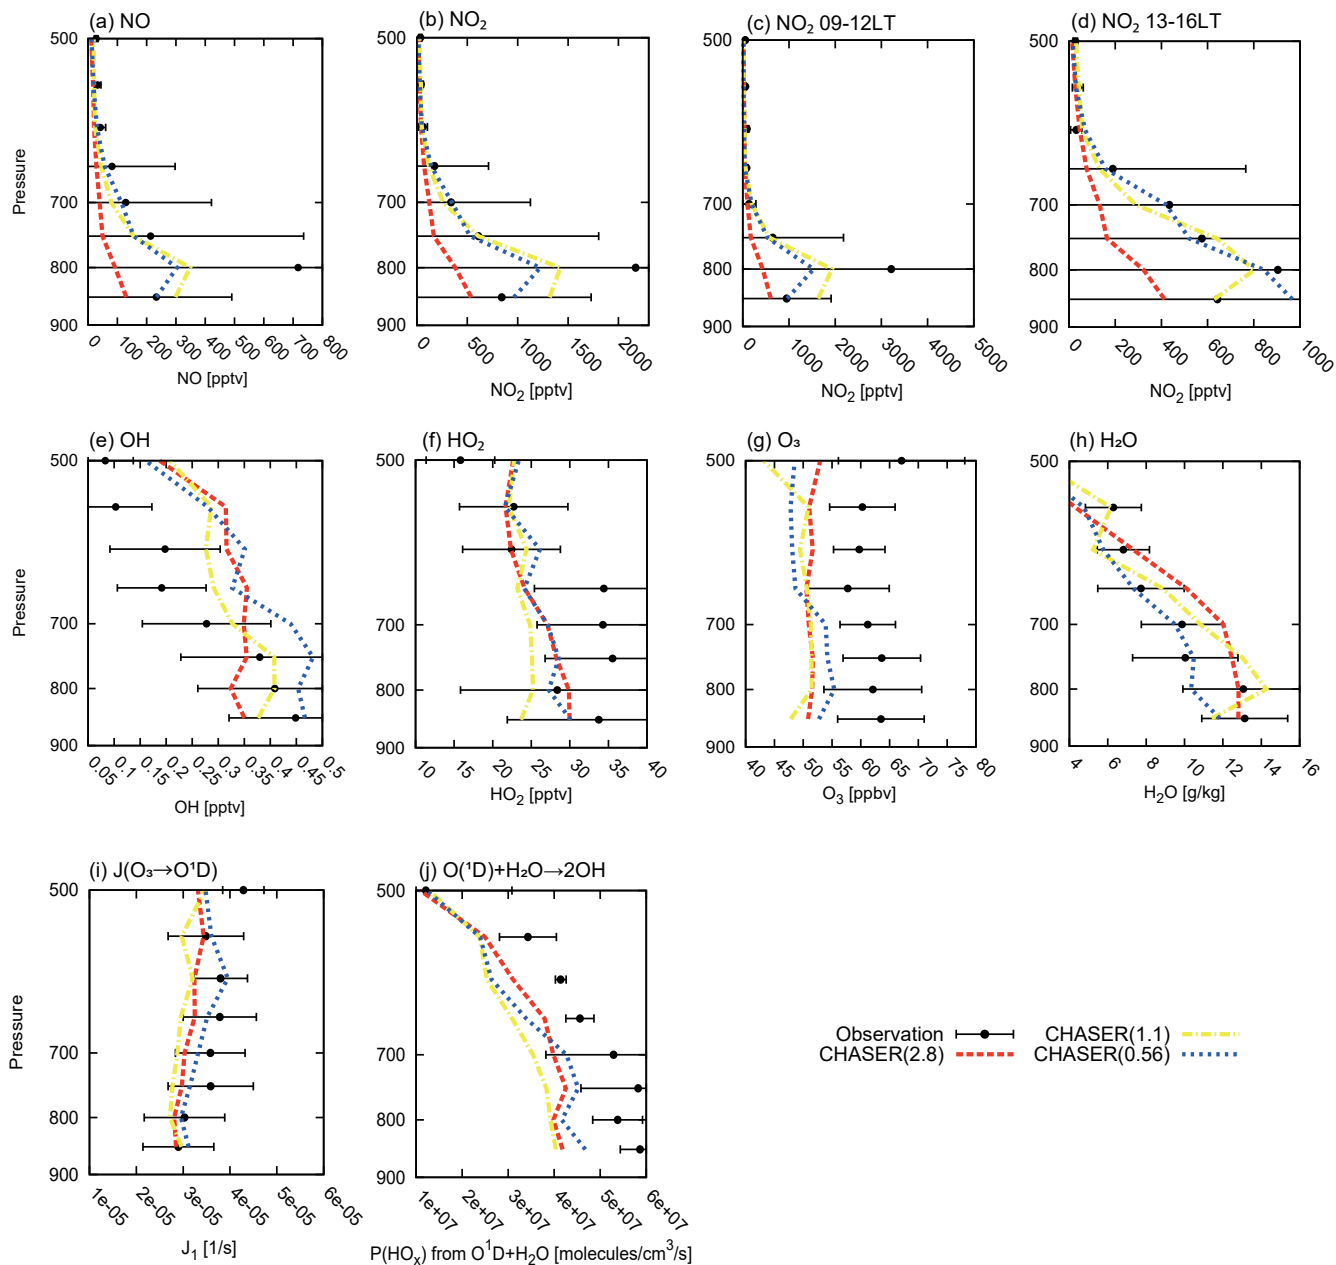 (a) NO
(b) NO₂
(c) NO₂ 09-12LT
(d) NO₂ 13-16LT
Pressure
500
700
800
900
0
100
200
300
400
500
600
700
800
NO [pptv]
500
700
800
900
0
500
1000
1500
2000
NO₂ [pptv]
500
700
800
900
0
1000
2000
3000
4000
5000
NO₂ [pptv]
500
700
800
900
0
200
400
600
800
1000
NO₂ [pptv]
(e) OH
(f) HO₂
(g) O₃
(h) H₂O
Pressure
500
700
800
900
0.05
0.1
0.15
0.2
0.25
0.3
0.35
0.4
0.45
0.5
OH [pptv]
500
700
800
900
10
15
20
25
30
35
40
HO₂ [pptv]
500
700
800
900
40
45
50
55
60
65
70
75
80
O₃ [ppbv]
500
700
800
900
4
6
8
10
12
14
16
H₂O [g/kg]
(i) J(O₃→O¹D)
(j) O(¹D)+H₂O→2OH
Pressure
500
700
800
900
1e-05
2e-05
3e-05
4e-05
5e-05
6e-05
J₁ [1/s]
500
700
800
900
1e+07
2e+07
3e+07
4e+07
5e+07
6e+07
P(HOₓ) from O¹D+H₂O [molecules/cm³/s]
Observation
CHASER(1.1)
CHASER(2.8)
CHASER(0.56)